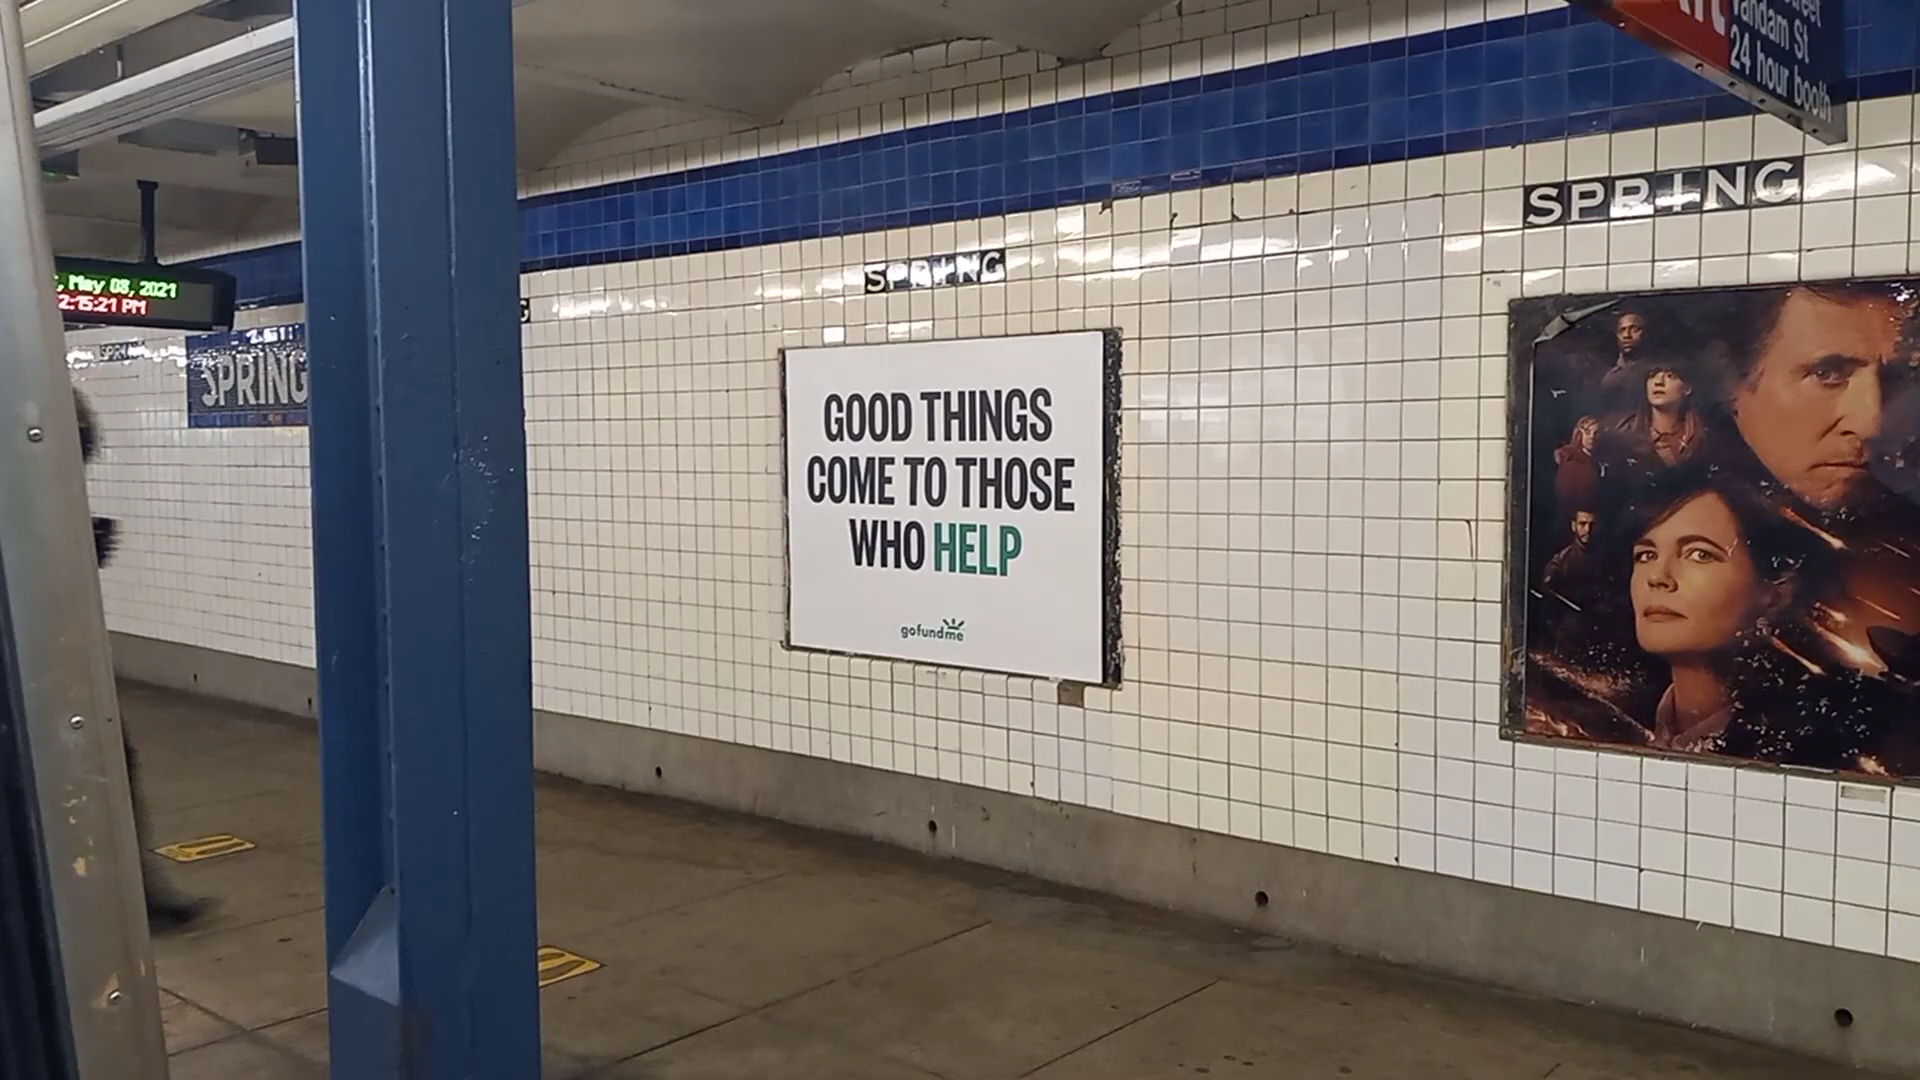 , May 08, 2021
2:15:21 PM
SPRING
SPRING
SPRING
GOOD THINGS
COME TO THOSE
WHO HELP
gofundme
Vandam St
24 hour booth
SPRING